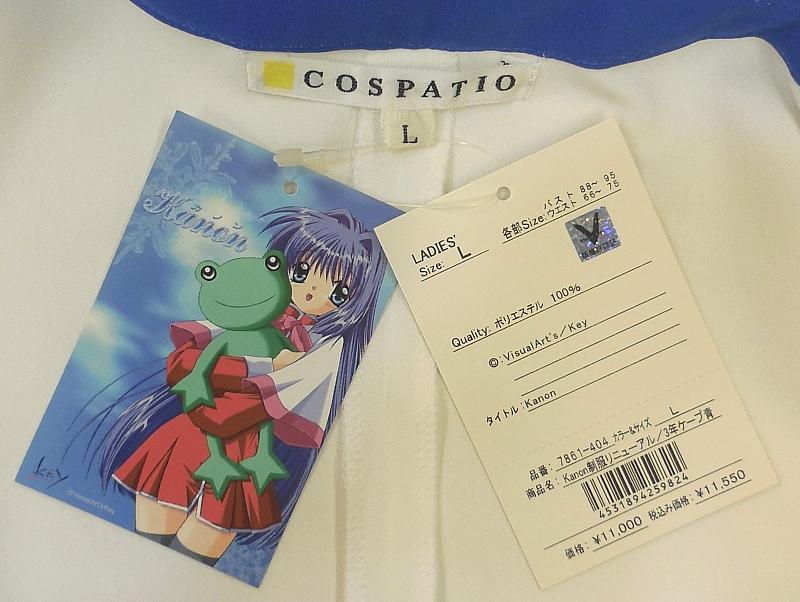 COSPATIO
L
Kanon
KEY
©VisualArt's/Key
LADIES'
Size: L
各部Size:
バスト 88～ 95
ウエスト 66～ 75
Quality: ポリエステル 100%
©:VisualArt's/Key
タイトル:Kanon
品番: 7861-404 カラー&サイズ L
商品名: Kanon制服リニューアル/3年ケープ青
4531894259824
価格: ¥11,000 税込み価格: ¥11,550